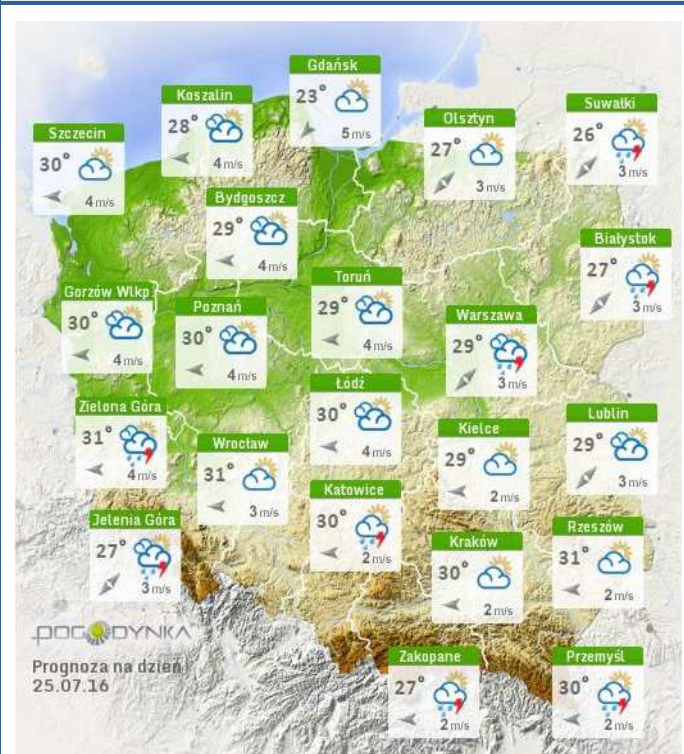 Gdańsk
23°
5 m/s
Koszalin
28°
4 m/s
Suwałki
26°
3 m/s
Olsztyn
27°
3 m/s
Szczecin
30°
4 m/s
Bydgoszcz
29°
4 m/s
Białystok
27°
3 m/s
Toruń
29°
4 m/s
Gorzów Wlkp
30°
4 m/s
Poznań
30°
4 m/s
Warszawa
29°
3 m/s
Łódź
30°
4 m/s
Zielona Góra
31°
4 m/s
Lublin
29°
3 m/s
Kielce
29°
2 m/s
Wrocław
31°
3 m/s
Katowice
30°
2 m/s
Jelenia Góra
27°
3 m/s
Rzeszów
31°
2 m/s
Kraków
30°
2 m/s
POGODYNKA
Prognoza na dzień
25.07.16
Zakopane
27°
2 m/s
Przemyśl
30°
2 m/s